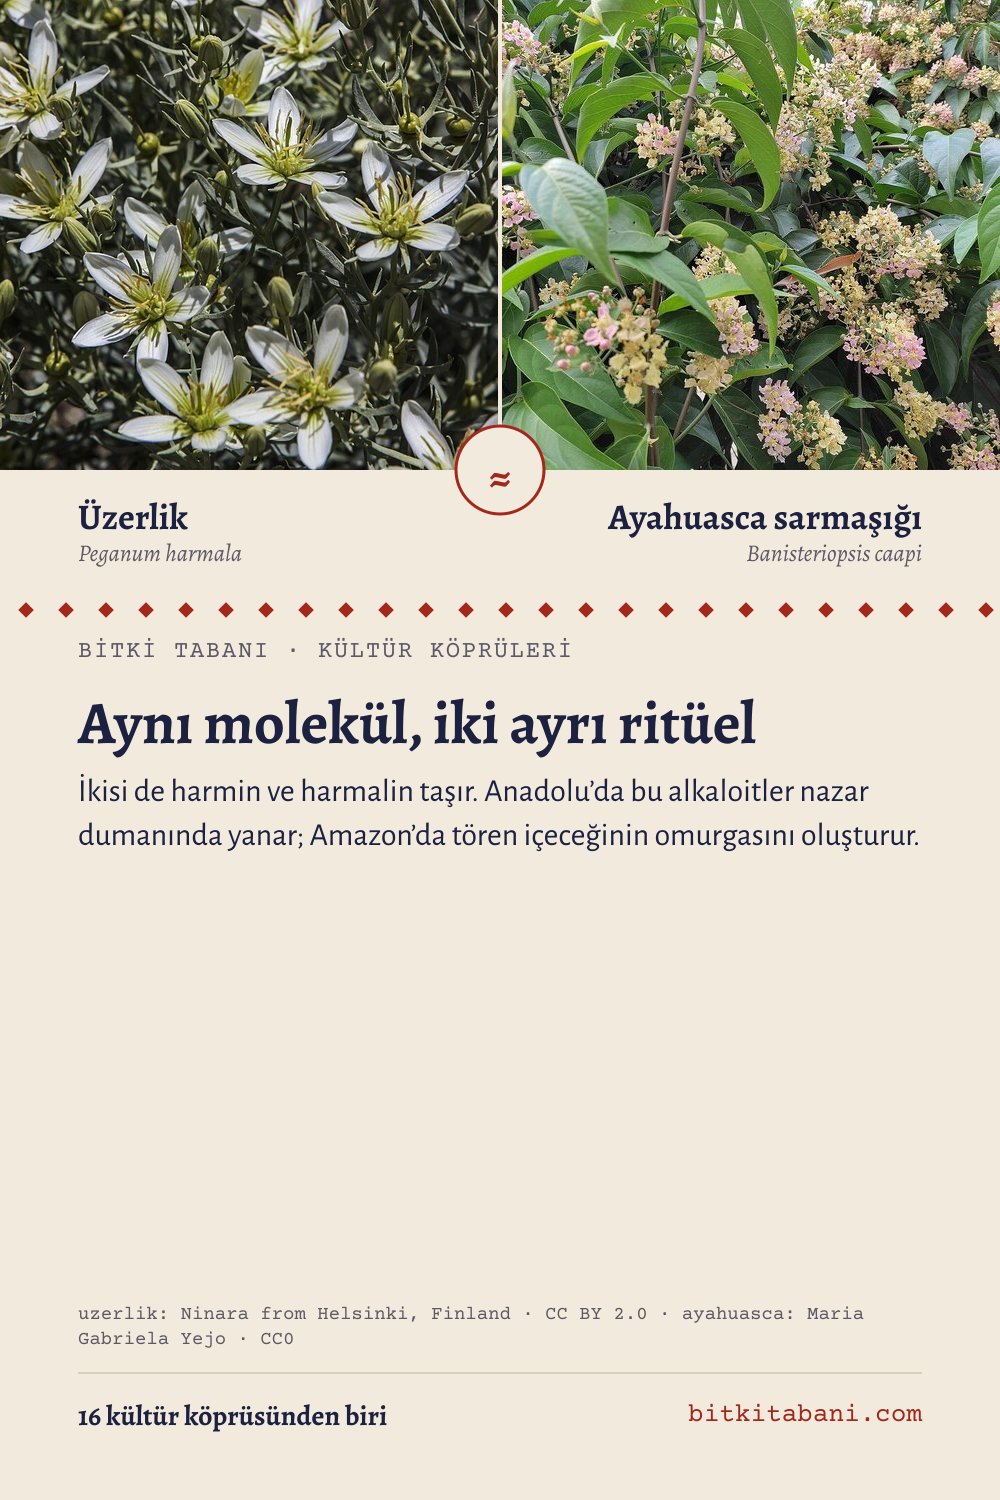 ≈
Üzerlik
Peganum harmala
Ayahuasca sarmaşığı
Banisteriopsis caapi
BİTKİ TABANI · KÜLTÜR KÖPRÜLERİ
Aynı molekül, iki ayrı ritüel
İkisi de harmin ve harmalin taşır. Anadolu’da bu alkaloitler nazar
dumanında yanar; Amazon’da tören içeceğinin omurgasını oluşturur.
uzerlik: Ninara from Helsinki, Finland · CC BY 2.0 · ayahuasca: Maria
Gabriela Yejo · CC0
16 kültür köprüsünden biri
bitkitabani.com